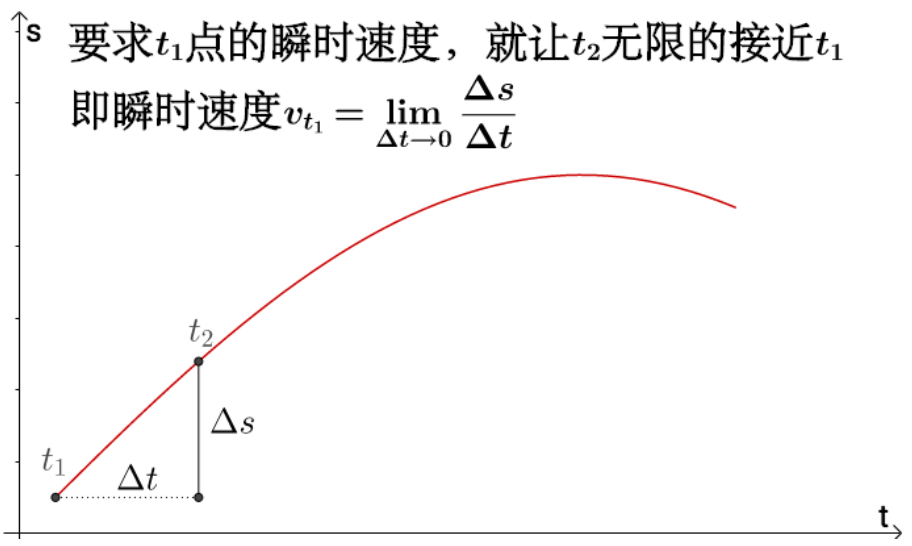 s
要求t₁点的瞬时速度，就让t₂无限的接近t₁
即瞬时速度v_{t₁} = lim_{Δt→0} Δs/Δt
t₂
Δs
t₁
Δt
t